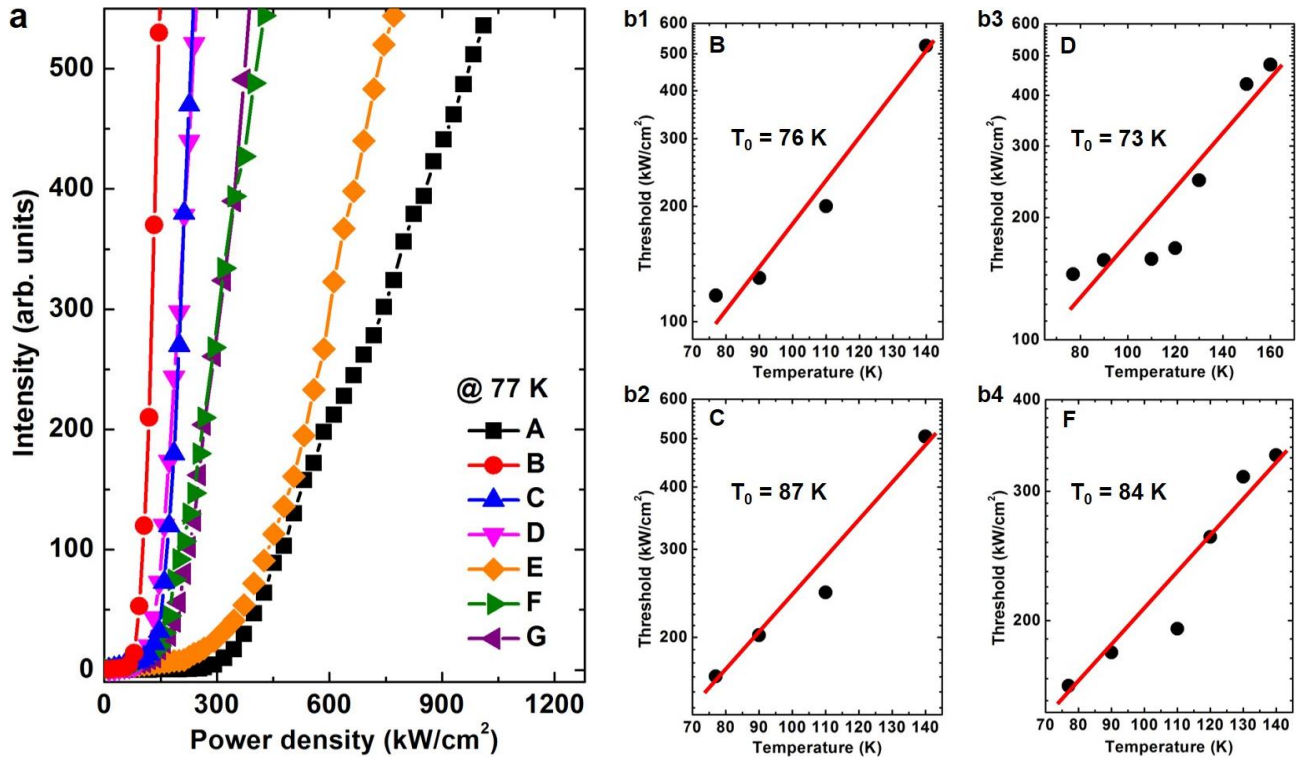 a
Intensity (arb. units)
500
400
300
200
100
0
0 300 600 900 1200
Power density (kW/cm²)
@ 77 K
A
B
C
D
E
F
G
b1
B
T₀ = 76 K
Threshold (kW/cm²)
600
500
400
300
200
100
70 80 90 100 110 120 130 140
Temperature (K)
b3
D
T₀ = 73 K
Threshold (kW/cm²)
600
500
400
300
200
100
80 100 120 140 160
Temperature (K)
b2
C
T₀ = 87 K
Threshold (kW/cm²)
600
500
400
300
200
70 80 90 100 110 120 130 140
Temperature (K)
b4
F
T₀ = 84 K
Threshold (kW/cm²)
400
300
200
70 80 90 100 110 120 130 140
Temperature (K)